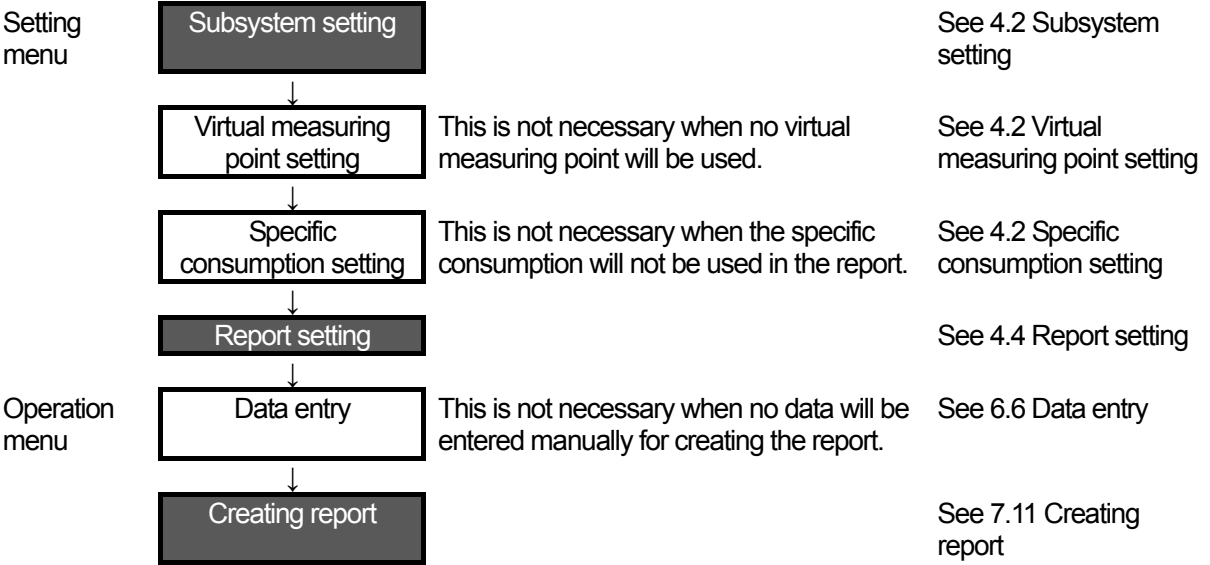 Setting
menu
Subsystem setting
See 4.2 Subsystem
setting
↓
Virtual measuring
point setting
This is not necessary when no virtual
measuring point will be used.
See 4.2 Virtual
measuring point setting
↓
Specific
consumption setting
This is not necessary when the specific
consumption will not be used in the report.
See 4.2 Specific
consumption setting
↓
Report setting
See 4.4 Report setting
↓
Operation
menu
Data entry
This is not necessary when no data will be
entered manually for creating the report.
See 6.6 Data entry
↓
Creating report
See 7.11 Creating
report